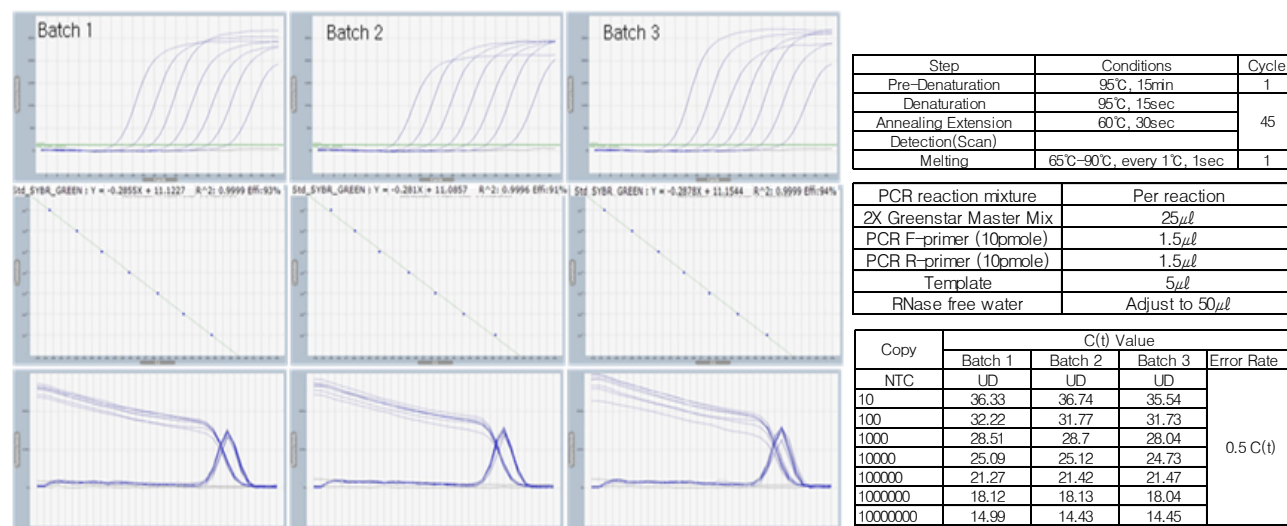 Batch 1
Batch 2
Batch 3
Std_SYBR_GREEN : Y = -0.2855X + 11.1227 R^2: 0.9999 Effi:93%
Std_SYBR_GREEN : Y = -0.281X + 11.0857 R^2: 0.9996 Effi:91%
Std_SYBR_GREEN : Y = -0.2878X + 11.1544 R^2: 0.9999 Effi:94%
Step Conditions Cycle
Pre-Denaturation 95℃, 15min 1
Denaturation 95℃, 15sec
Annealing Extension 60℃, 30sec 45
Detection(Scan)
Melting 65℃-90℃, every 1℃, 1sec 1
PCR reaction mixture Per reaction
2X Greenstar Master Mix 25㎕
PCR F-primer (10pmole) 1.5㎕
PCR R-primer (10pmole) 1.5㎕
Template 5㎕
RNase free water Adjust to 50㎕
Copy C(t) Value
Batch 1 Batch 2 Batch 3 Error Rate
NTC UD UD UD
10 36.33 36.74 35.54
100 32.22 31.77 31.73
1000 28.51 28.7 28.04
10000 25.09 25.12 24.73 0.5 C(t)
100000 21.27 21.42 21.47
1000000 18.12 18.13 18.04
10000000 14.99 14.43 14.45